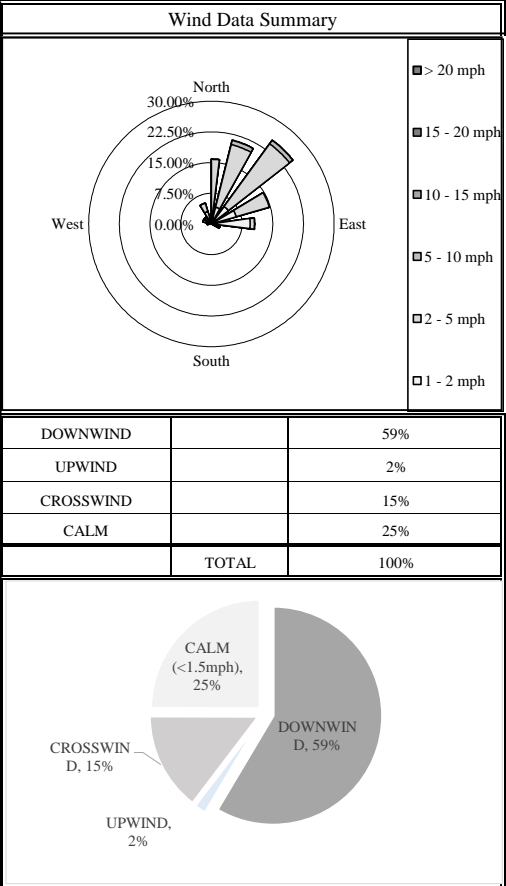 Wind Data Summary
North
30.00%
22.50%
15.00%
7.50%
0.00%
West
East
South
> 20 mph
15 - 20 mph
10 - 15 mph
5 - 10 mph
2 - 5 mph
1 - 2 mph
DOWNWIND 59%
UPWIND 2%
CROSSWIND 15%
CALM 25%
TOTAL 100%
CALM
(<1.5mph),
25%
DOWNWIN
D, 59%
CROSSWIN
D, 15%
UPWIND,
2%